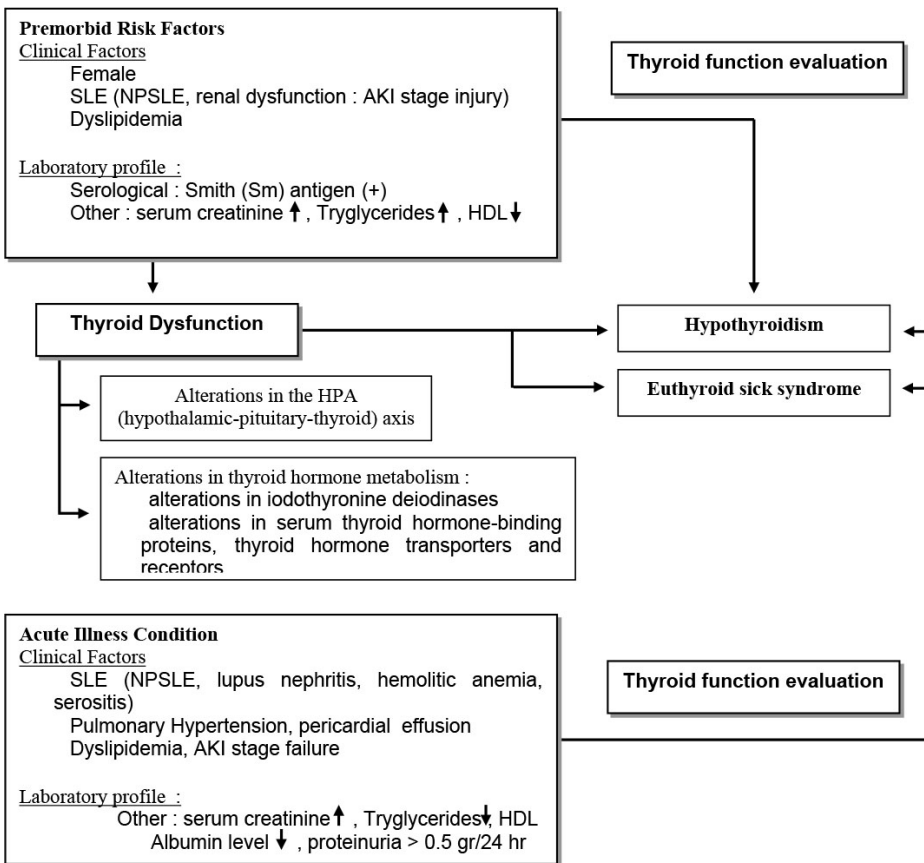 Premorbid Risk Factors
Clinical Factors
Female
SLE (NPSLE, renal dysfunction : AKI stage injury)
Dyslipidemia
Laboratory profile :
Serological : Smith (Sm) antigen (+)
Other : serum creatinine ↑ , Tryglycerides ↑ , HDL ↓
Thyroid function evaluation
Thyroid Dysfunction
Hypothyroidism
Euthyroid sick syndrome
Alterations in the HPA
(hypothalamic-pituitary-thyroid) axis
Alterations in thyroid hormone metabolism :
alterations in iodothyronine deiodinases
alterations in serum thyroid hormone-binding
proteins, thyroid hormone transporters and
receptors
Acute Illness Condition
Clinical Factors
SLE (NPSLE, lupus nephritis, hemolitic anemia,
serositis)
Pulmonary Hypertension, pericardial effusion
Dyslipidemia, AKI stage failure
Laboratory profile :
Other : serum creatinine ↑ , Tryglycerides ↓, HDL
Albumin level ↓ , proteinuria > 0.5 gr/24 hr
Thyroid function evaluation